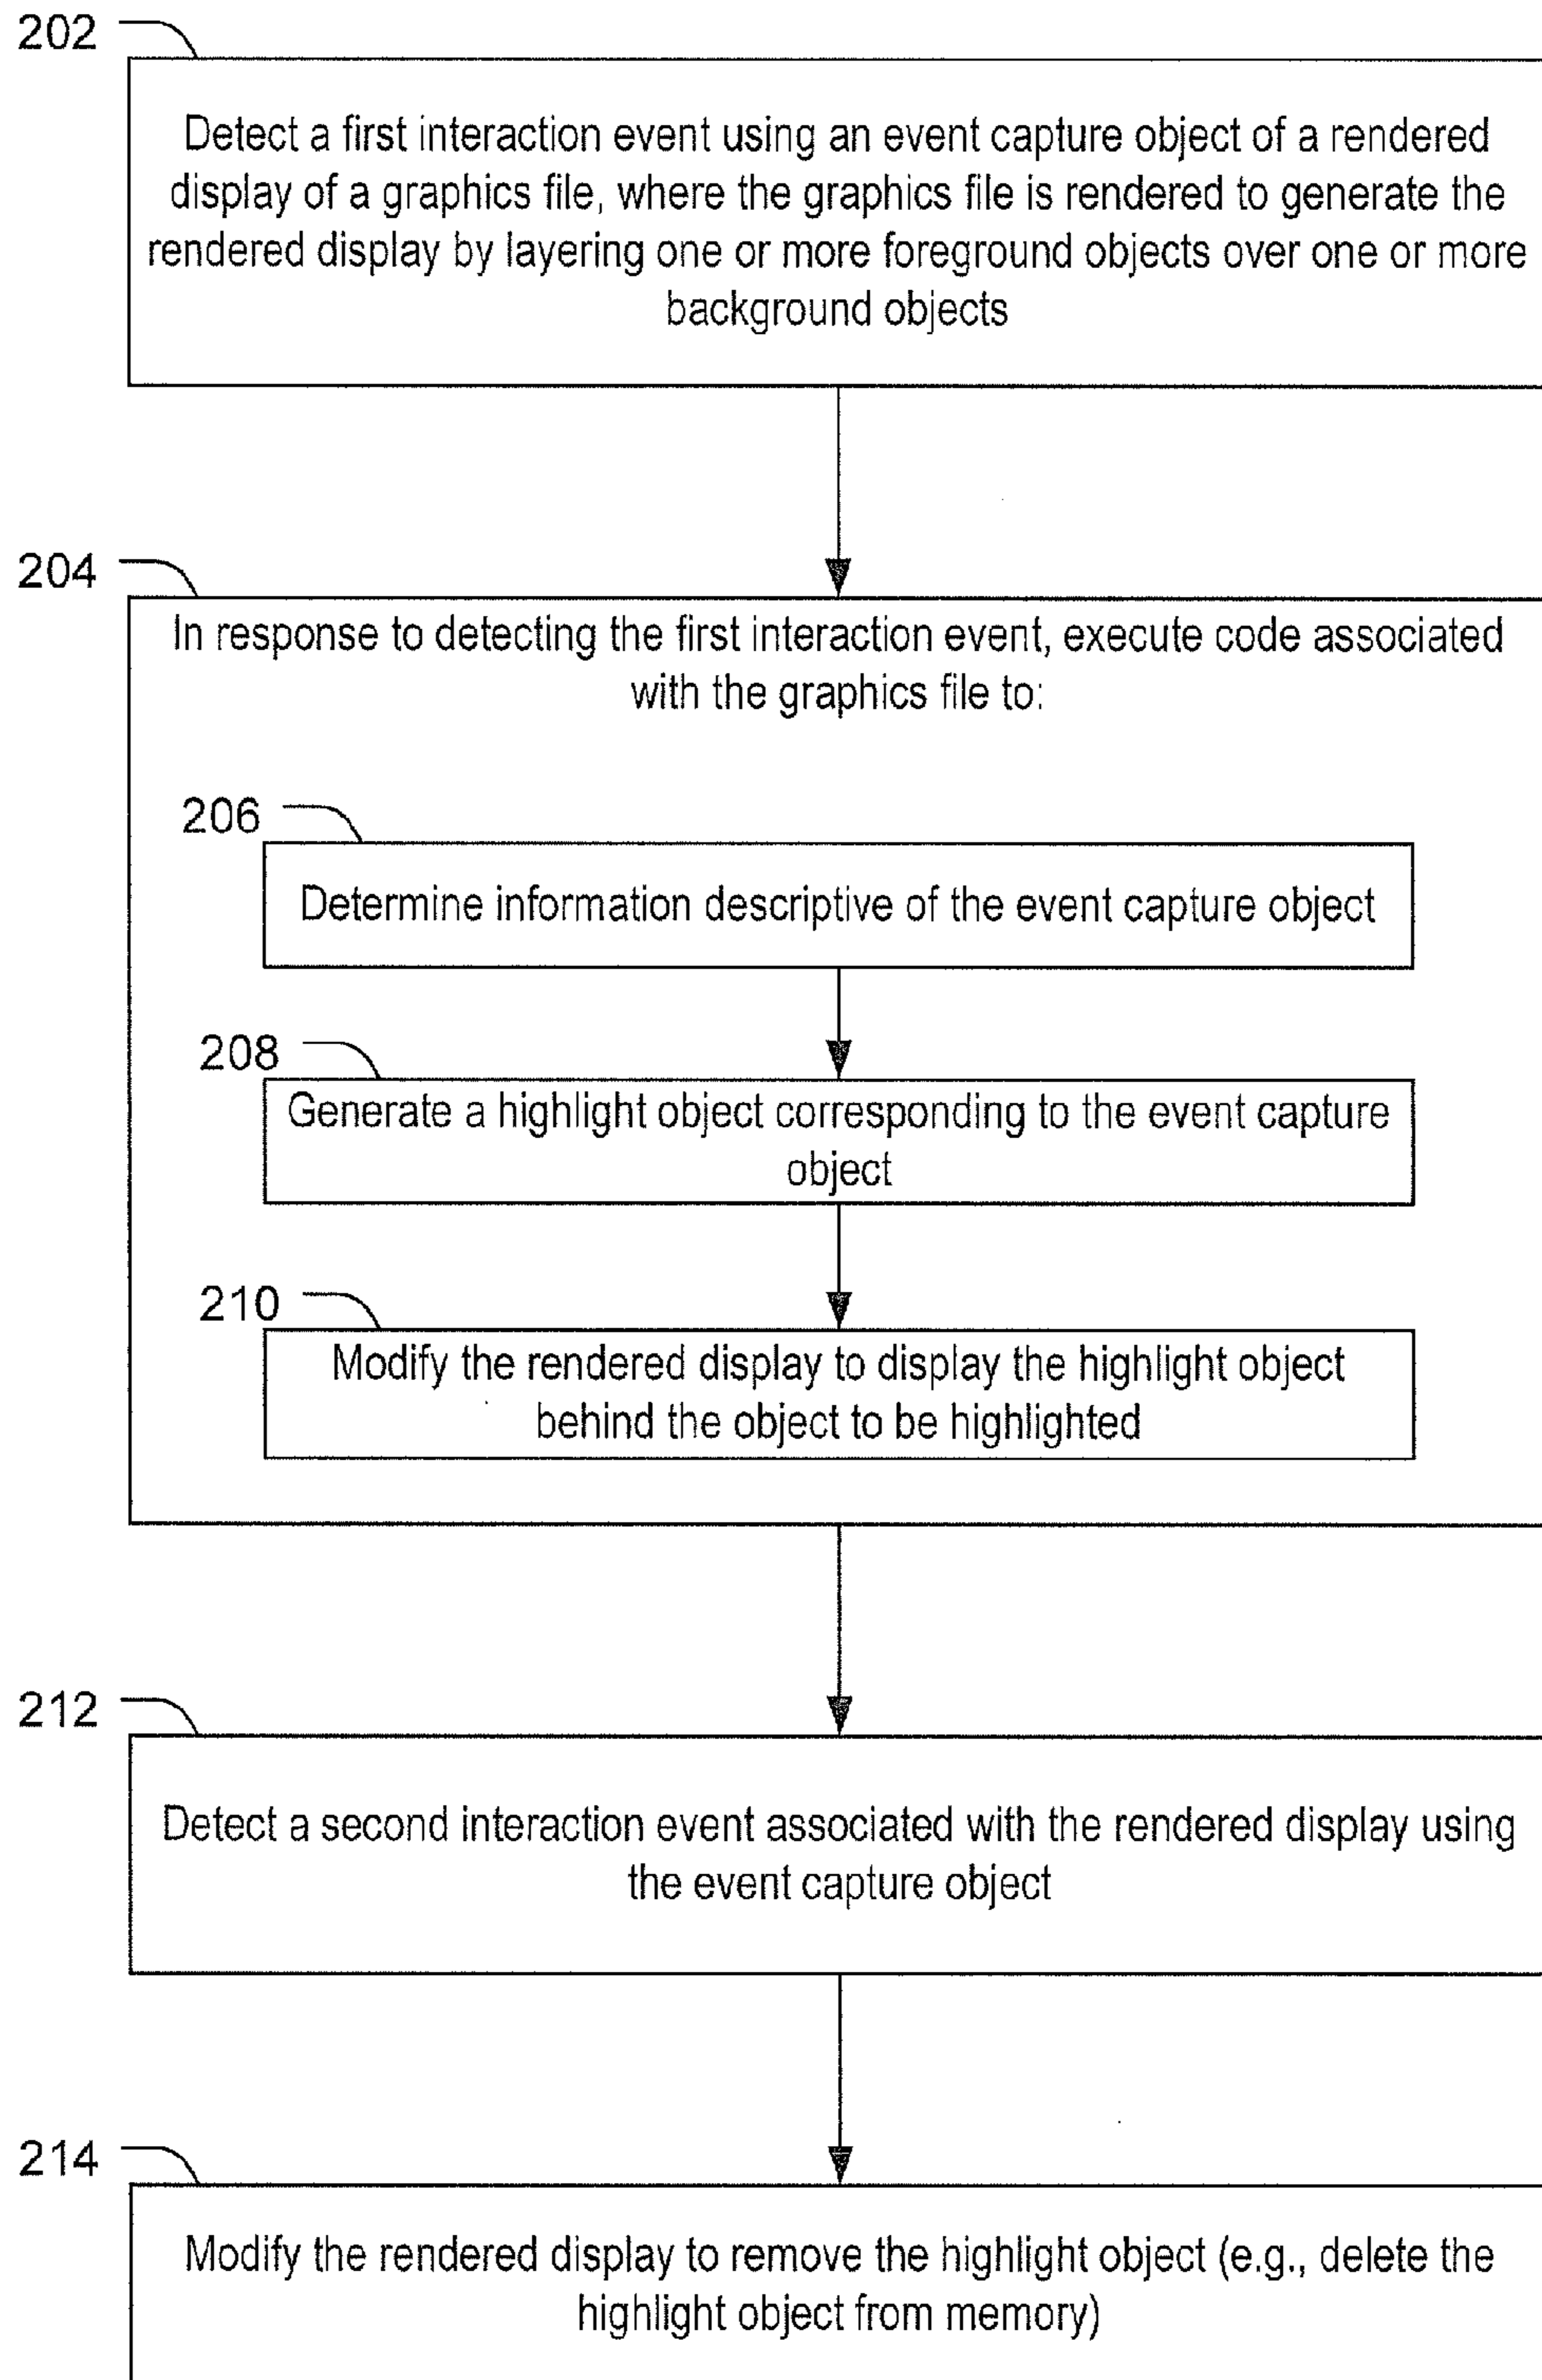 202
Detect a first interaction event using an event capture object of a rendered
display of a graphics file, where the graphics file is rendered to generate the
rendered display by layering one or more foreground objects over one or more
background objects
204
In response to detecting the first interaction event, execute code associated
with the graphics file to:
206
Determine information descriptive of the event capture object
208
Generate a highlight object corresponding to the event capture
object
210
Modify the rendered display to display the highlight object
behind the object to be highlighted
212
Detect a second interaction event associated with the rendered display using
the event capture object
214
Modify the rendered display to remove the highlight object (e.g., delete the
highlight object from memory)